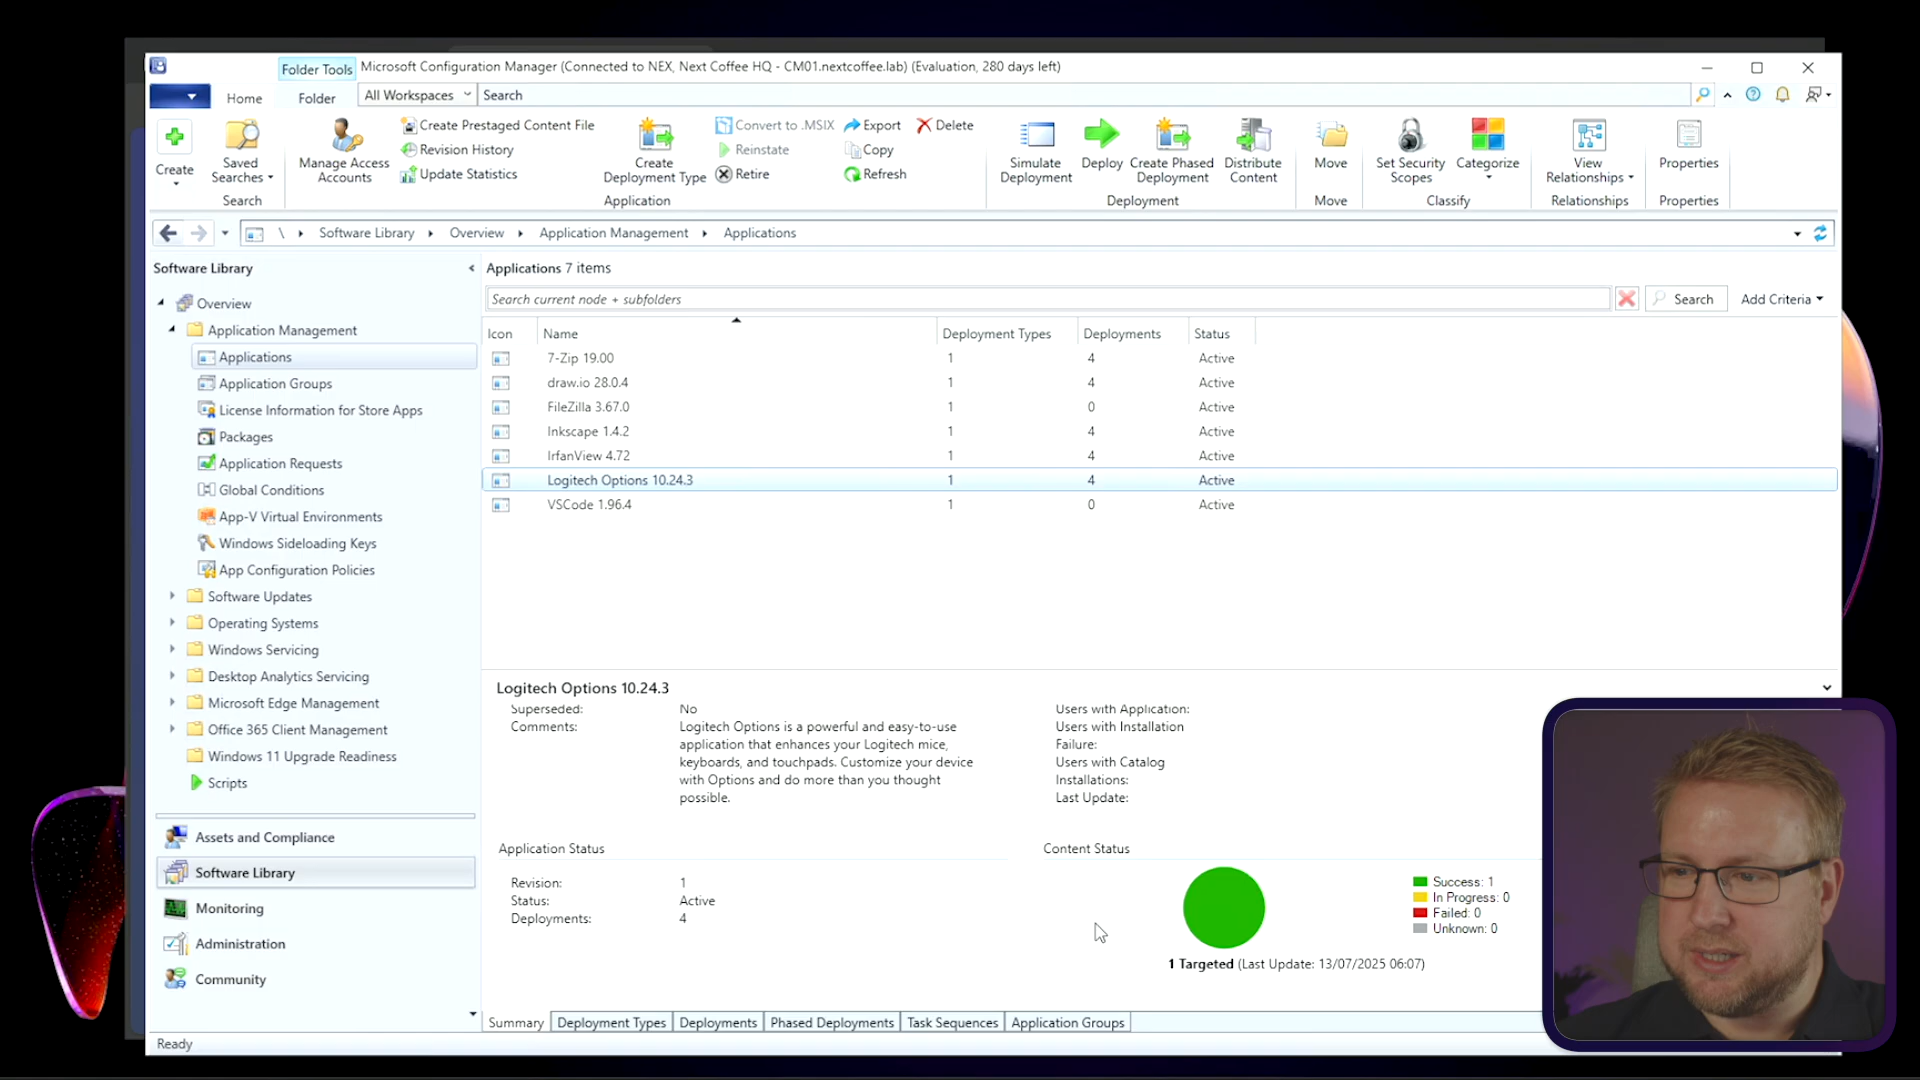 Folder Tools
Microsoft Configuration Manager (Connected to NEX, Next Coffee HQ - CM01.nextcoffee.lab) (Evaluation, 280 days left)
Home
Folder
All Workspaces
Search
Create
Saved Searches
Search
Manage Access Accounts
Create Prestaged Content File
Revision History
Update Statistics
Create Deployment Type
Convert to .MSIX
Reinstate
Retire
Export
Copy
Refresh
Delete
Application
Simulate Deployment
Deploy
Create Phased Deployment
Distribute Content
Deployment
Move
Move
Set Security Scopes
Categorize
Classify
View Relationships
Relationships
Properties
Properties
\ Software Library Overview Application Management Applications
Software Library
Overview
Application Management
Applications
Application Groups
License Information for Store Apps
Packages
Application Requests
Global Conditions
App-V Virtual Environments
Windows Sideloading Keys
App Configuration Policies
Software Updates
Operating Systems
Windows Servicing
Desktop Analytics Servicing
Microsoft Edge Management
Office 365 Client Management
Windows 11 Upgrade Readiness
Scripts
Assets and Compliance
Software Library
Monitoring
Administration
Community
Ready
Applications 7 items
Search current node + subfolders
Search
Add Criteria
Icon Name Deployment Types Deployments Status
7-Zip 19.00 1 4 Active
draw.io 28.0.4 1 4 Active
FileZilla 3.67.0 1 0 Active
Inkscape 1.4.2 1 4 Active
IrfanView 4.72 1 4 Active
Logitech Options 10.24.3 1 4 Active
VSCode 1.96.4 1 0 Active
Logitech Options 10.24.3
Superseded: No
Comments: Logitech Options is a powerful and easy-to-use
application that enhances your Logitech mice,
keyboards, and touchpads. Customize your device
with Options and do more than you thought
possible.
Users with Application:
Users with Installation
Failure:
Users with Catalog
Installations:
Last Update:
Application Status
Revision: 1
Status: Active
Deployments: 4
Content Status
Success: 1
In Progress: 0
Failed: 0
Unknown: 0
1 Targeted (Last Update: 13/07/2025 06:07)
Summary
Deployment Types
Deployments
Phased Deployments
Task Sequences
Application Groups